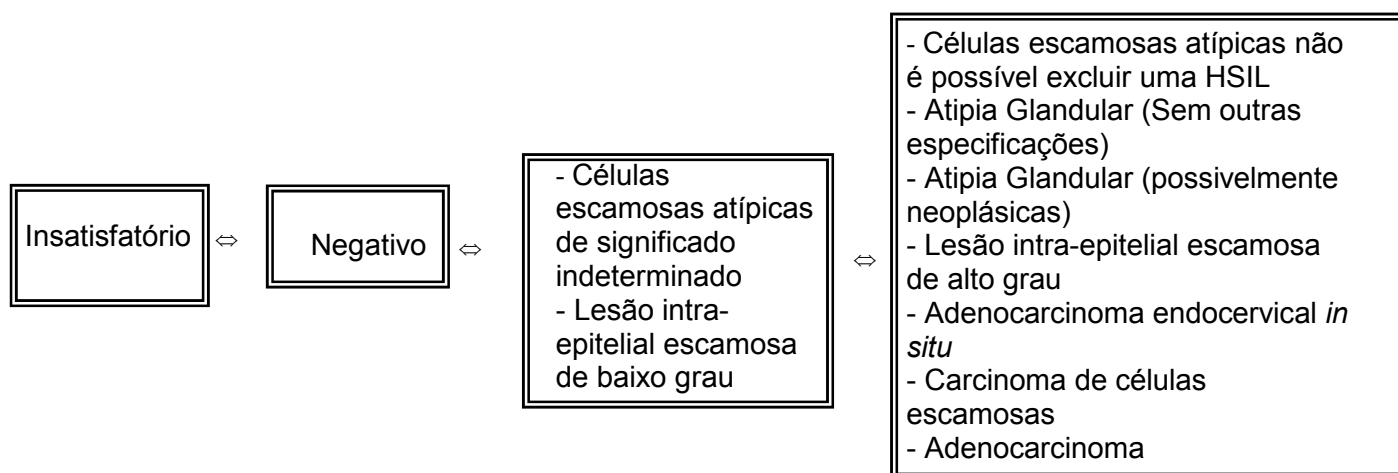 Insatisfatório
⇔
Negativo
⇔
- Células
escamosas atípicas
de significado
indeterminado
- Lesão intra-
epitelial escamosa
de baixo grau
⇔
- Células escamosas atípicas não
é possível excluir uma HSIL
- Atipia Glandular (Sem outras
especificações)
- Atipia Glandular (possivelmente
neoplásicas)
- Lesão intra-epitelial escamosa
de alto grau
- Adenocarcinoma endocervical in
situ
- Carcinoma de células
escamosas
- Adenocarcinoma